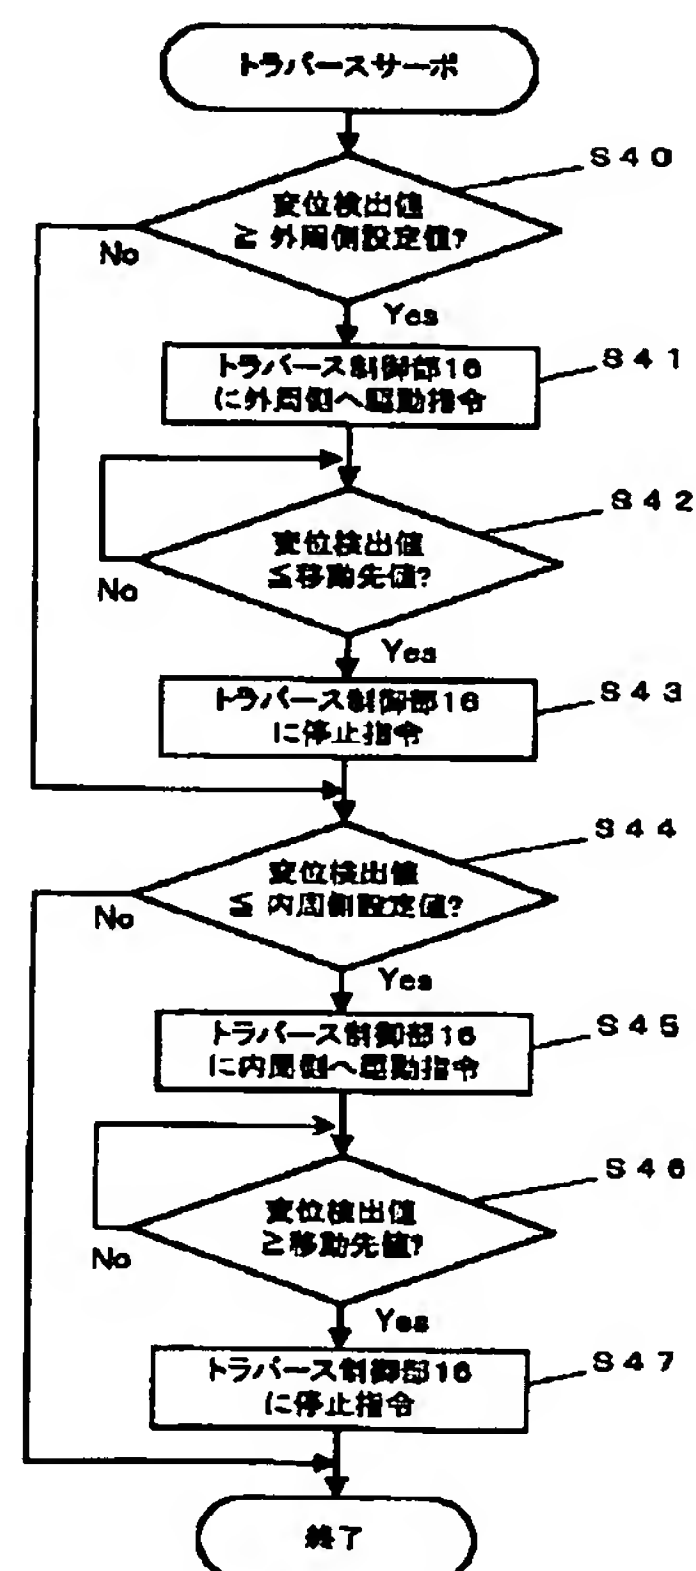 トラバースサーボ
S40
変位検出値
≧ 外周側設定値?
No
Yes
トラバース制御部16
に外周側へ駆動指令
S41
S42
変位検出値
≦移動先値?
No
Yes
トラバース制御部16
に停止指令
S43
S44
変位検出値
≦ 内周側設定値?
No
Yes
トラバース制御部16
に内周側へ駆動指令
S45
S46
変位検出値
≧移動先値?
No
Yes
トラバース制御部16
に停止指令
S47
終了